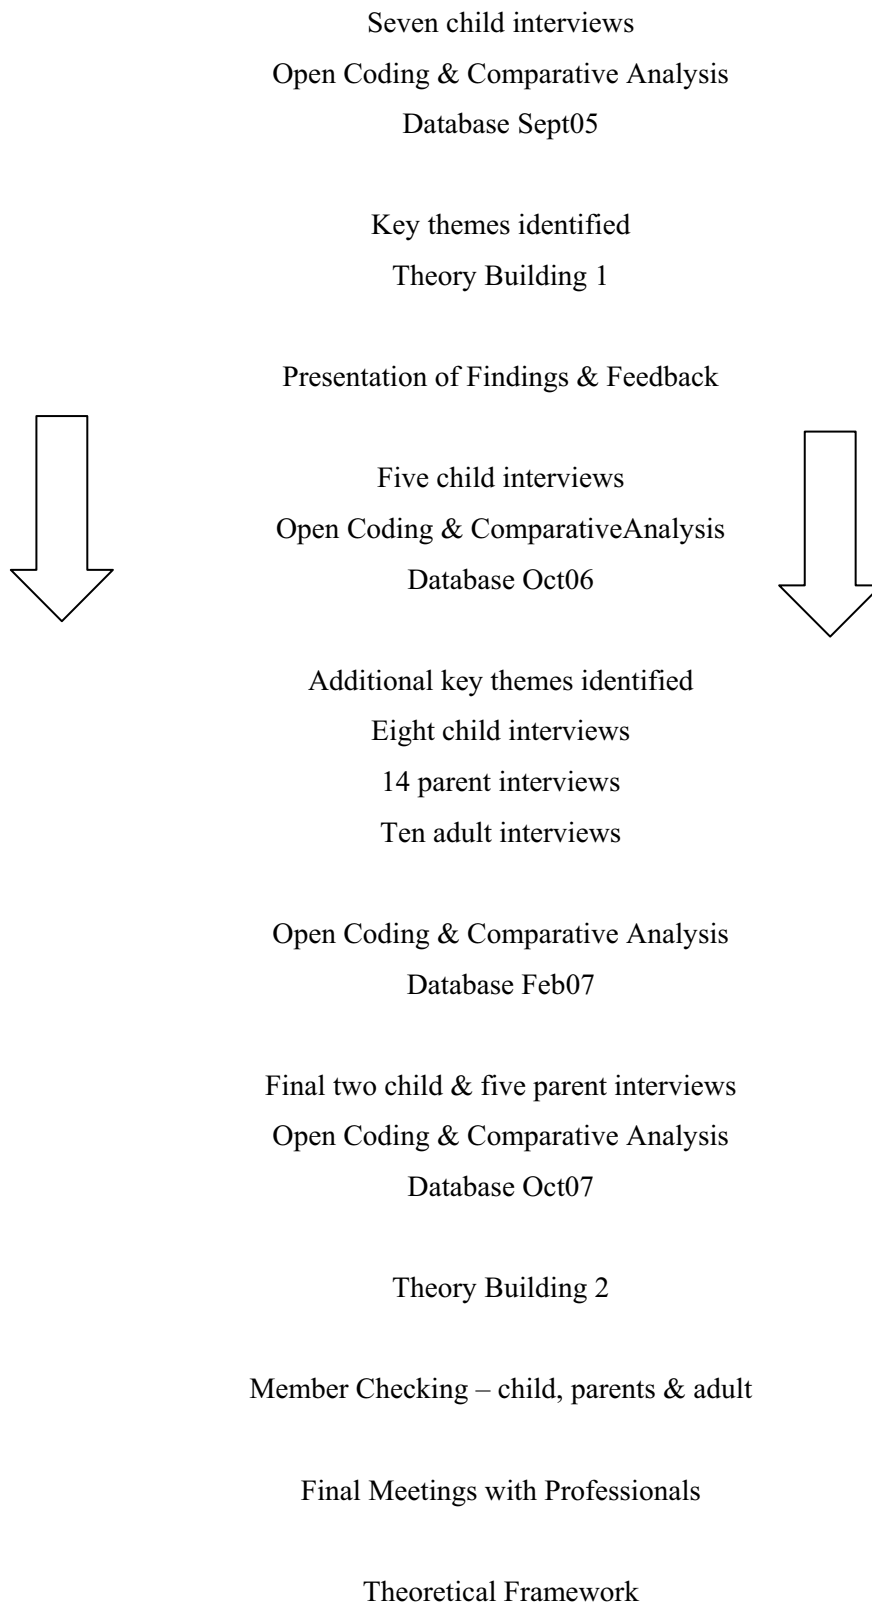 Seven child interviews
Open Coding & Comparative Analysis
Database Sept05
Key themes identified
Theory Building 1
Presentation of Findings & Feedback
Five child interviews
Open Coding & ComparativeAnalysis
Database Oct06
Additional key themes identified
Eight child interviews
14 parent interviews
Ten adult interviews
Open Coding & Comparative Analysis
Database Feb07
Final two child & five parent interviews
Open Coding & Comparative Analysis
Database Oct07
Theory Building 2
Member Checking – child, parents & adult
Final Meetings with Professionals
Theoretical Framework